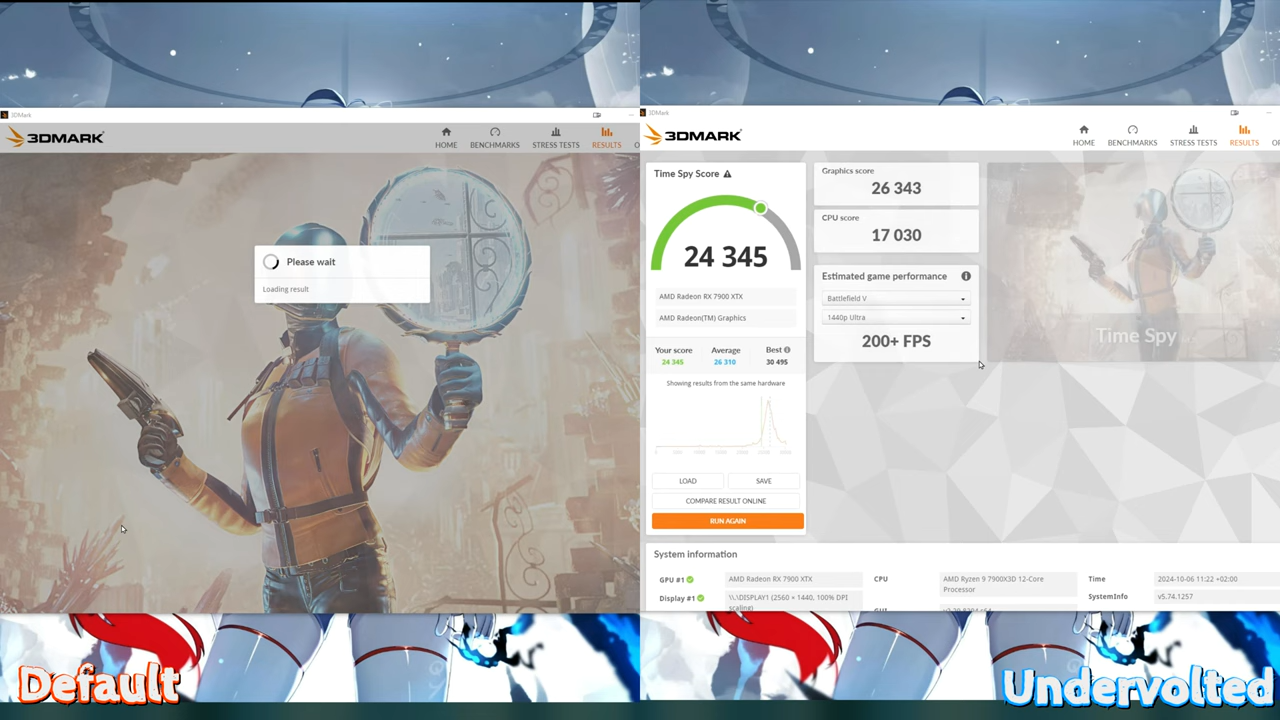 3DMark
3DMARK
HOME
BENCHMARKS
STRESS TESTS
RESULTS
Please wait
Loading result
Default
3DMark
3DMARK
HOME
BENCHMARKS
STRESS TESTS
RESULTS
Time Spy Score
24 345
AMD Radeon RX 7900 XTX
AMD Radeon(TM) Graphics
Your score
Average
Best
24 345
26 310
30 495
Showing results from the same hardware
LOAD
SAVE
COMPARE RESULT ONLINE
RUN AGAIN
Graphics score
26 343
CPU score
17 030
Estimated game performance
Battlefield V
1440p Ultra
200+ FPS
Time Spy
System information
GPU #1
AMD Radeon RX 7900 XTX
CPU
AMD Ryzen 9 7900X3D 12-Core
Processor
Time
2024-10-06 11:22 +02:00
Display #1
\\.\DISPLAY1 (2560 × 1440, 100% DPI
scaling)
SystemInfo
v5.74.1257
Undervolted